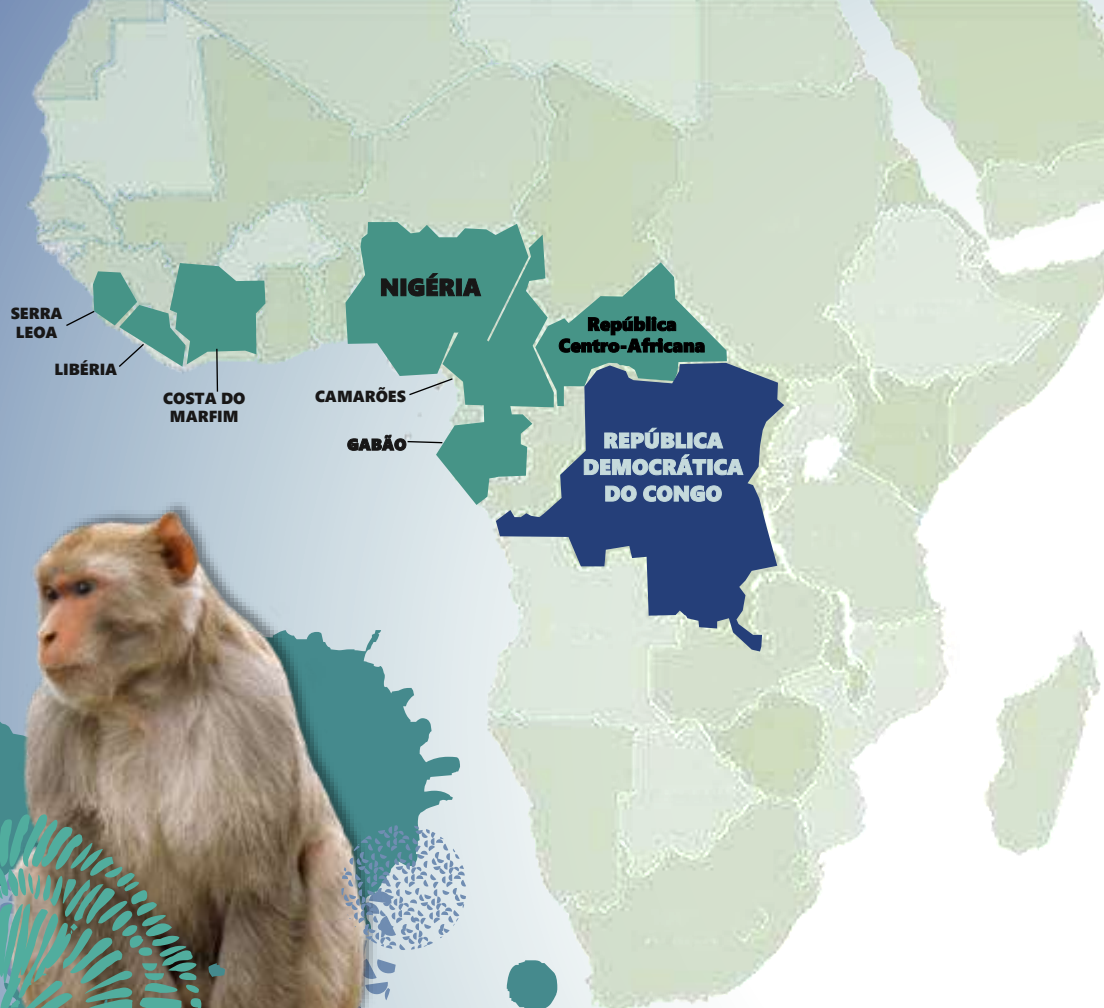 NIGÉRIA
SERRA
LEOA
LIBÉRIA
COSTA DO
MARFIM
CAMARÕES
GABÃO
República
Centro-Africana
REPÚBLICA
DEMOCRÁTICA
DO CONGO